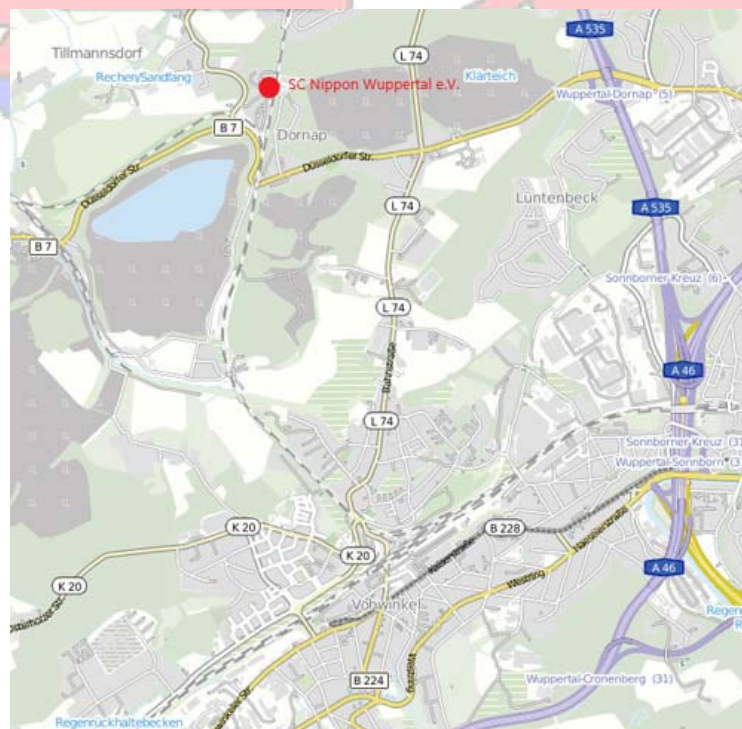 A 535
Tillmannsdorf
L 74
Rechen/Sandfang
SC Nippon Wuppertal e.V.
Klärteich
Wuppertal-Dornap (5)
B 7
Dornap
Düsseldorfer Str.
Düsseldorfer Str.
Lüntenbeck
L 74
A 535
B 7
Sonnborner Kreuz (6)
L 74
Bahnstraße
A 46
L 74
Sonnborner Kreuz (31
Wuppertal-Sonnborn (3
K 20
B 228
K 20
Kaiserstraße
K 20
Westring
A 46
Vohwinkel
Wuppertal-Cronenberg (31)
B 224
Regenrückhaltebecken